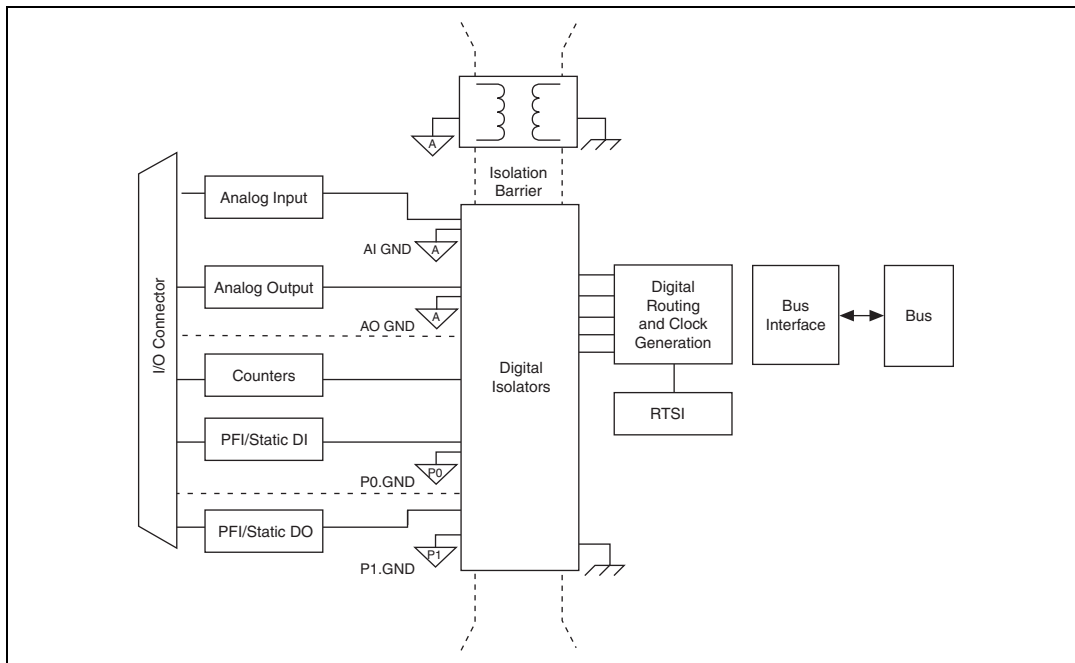 A
Isolation
Barrier
I/O Connector
Analog Input
AI GND
A
Analog Output
AO GND
A
Counters
PFI/Static DI
P0.GND
P0
PFI/Static DO
P1.GND
P1
Digital
Isolators
Digital
Routing
and Clock
Generation
RTSI
Bus
Interface
Bus